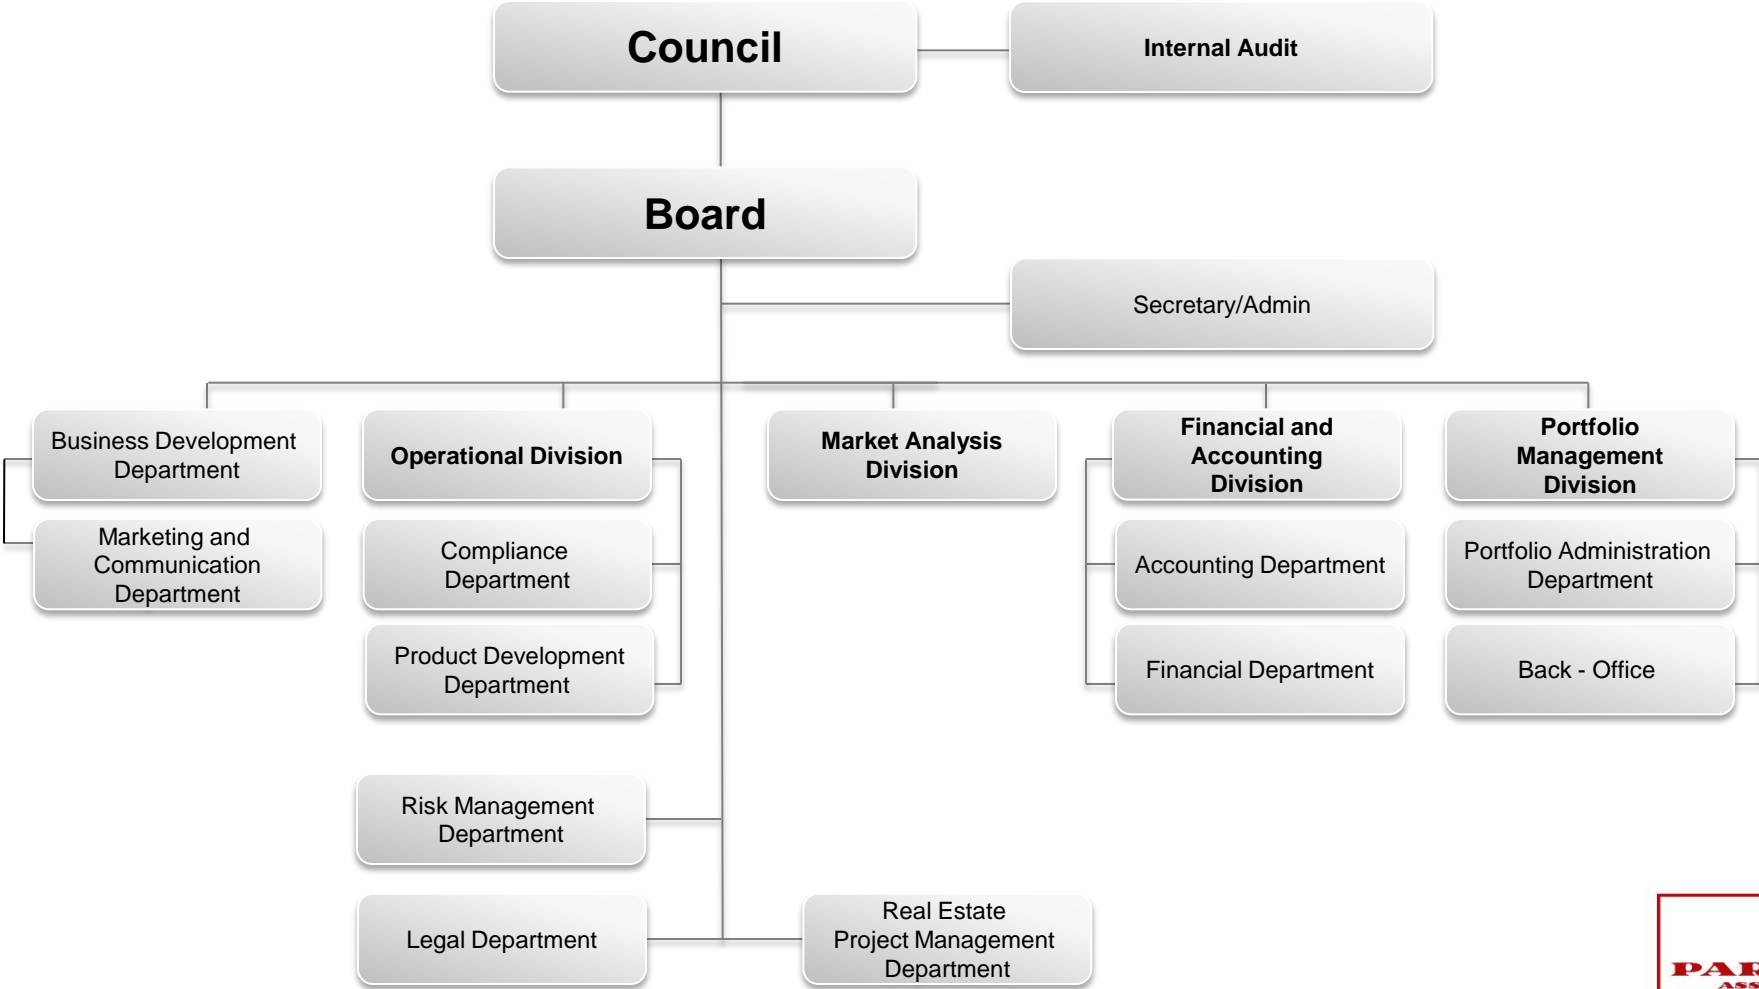 Council
Internal Audit
Board
Secretary/Admin
Business Development
Department
Operational Division
Market Analysis
Division
Financial and
Accounting
Division
Portfolio
Management
Division
Marketing and
Communication
Department
Compliance
Department
Accounting Department
Portfolio Administration
Department
Product Development
Department
Financial Department
Back - Office
Risk Management
Department
Legal Department
Real Estate
Project Management
Department